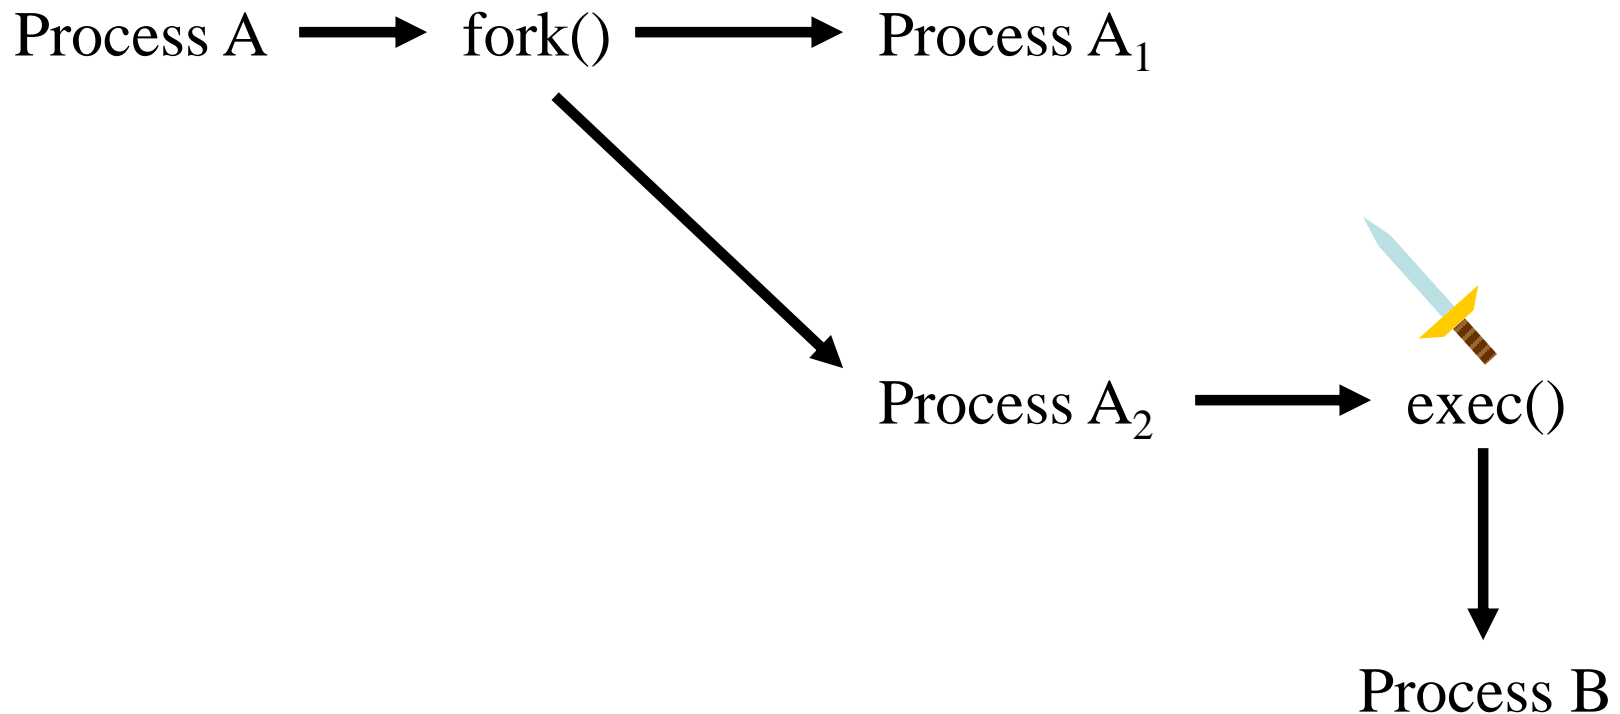 Process A fork() Process A₁
Process A₂ exec()
Process B